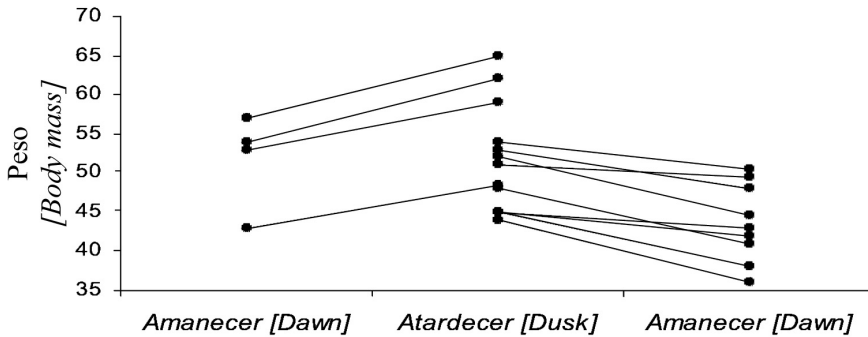 70
65
60
55
50
45
40
35
Peso
[Body mass]
Amanecer [Dawn]
Atardecer [Dusk]
Amanecer [Dawn]